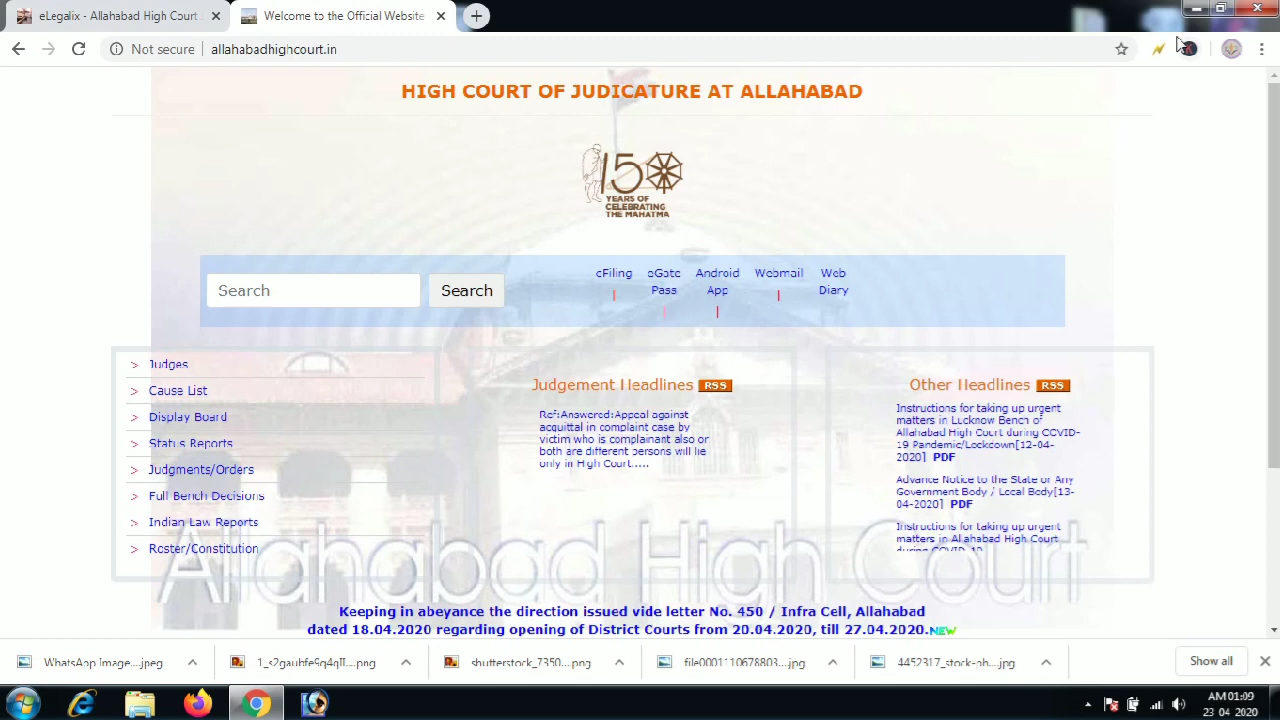 eLegalix - Allahabad High Court
Welcome to the Official Website
Not secure
allahabadhighcourt.in
HIGH COURT OF JUDICATURE AT ALLAHABAD
150
YEARS OF
CELEBRATING
THE MAHATMA
Search
Search
eFiling
eGate
Pass
Android
App
Webmail
Web
Diary
> Judges
> Cause List
> Display Board
> Status Reports
> Judgments/Orders
> Full Bench Decisions
> Indian Law Reports
> Roster/Constitution
Judgement Headlines RSS
Ref:Answered:Appeal against
acquittal in complaint case by
victim who is complainant also or
both are different persons will lie
only in High Court.....
Other Headlines RSS
Instructions for taking up urgent
matters in Lucknow Bench of
Allahabad High Court during COVID-
19 Pandemic/Lockdown[12-04-
2020] PDF
Advance Notice to the State or Any
Government Body / Local Body[13-
04-2020] PDF
Instructions for taking up urgent
matters in Allahabad High Court
during COVID-19
Allahabad High Court
Keeping in abeyance the direction issued vide letter No. 450 / Infra Cell, Allahabad
dated 18.04.2020 regarding opening of District Courts from 20.04.2020, till 27.04.2020. NEW
WhatsApp Image....jpeg
shutterstock_7350....png
file0001110678803....jpg
4452317_stock-ph....jpg
Show all
AM 01:09
23-04-2020